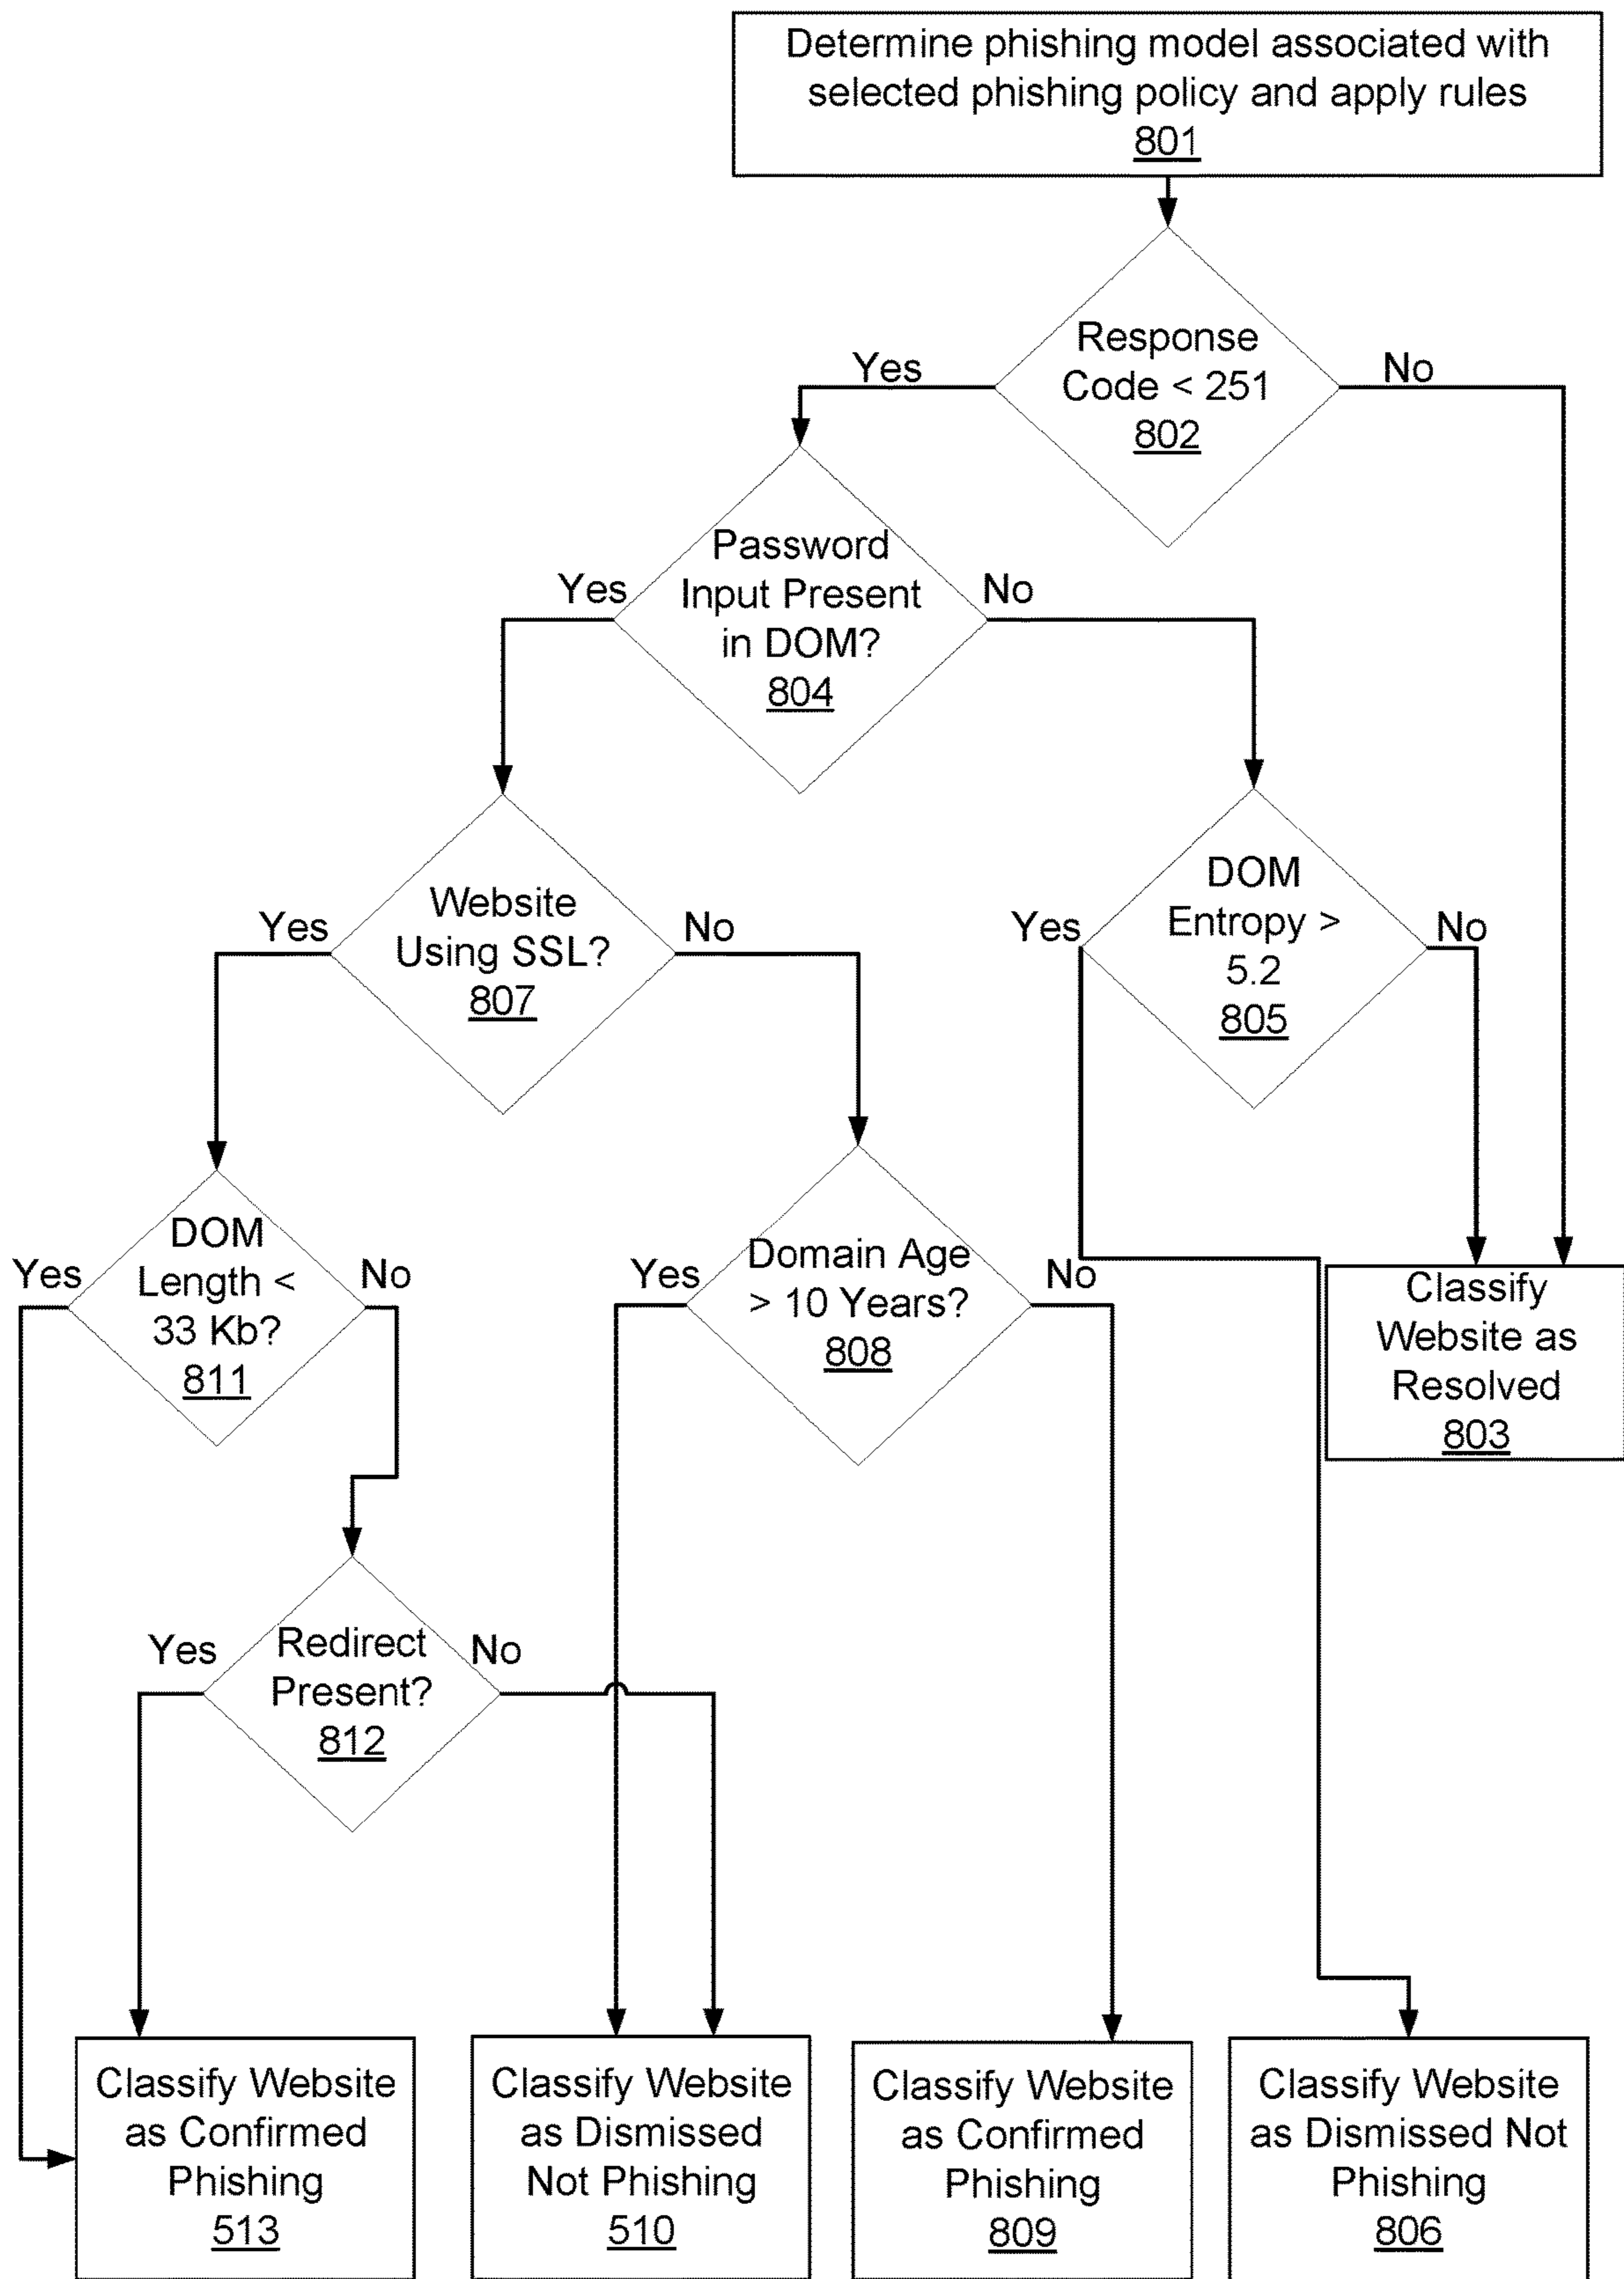 Determine phishing model associated with
selected phishing policy and apply rules
801
Response
Code < 251
802
Yes
No
Password
Input Present
in DOM?
804
Yes
No
Website
Using SSL?
807
Yes
No
DOM
Entropy >
5.2
805
Yes
No
DOM
Length <
33 Kb?
811
Yes
No
Domain Age
> 10 Years?
808
Yes
No
Classify
Website as
Resolved
803
Redirect
Present?
812
Yes
No
Classify Website
as Confirmed
Phishing
513
Classify Website
as Dismissed
Not Phishing
510
Classify Website
as Confirmed
Phishing
809
Classify Website
as Dismissed Not
Phishing
806